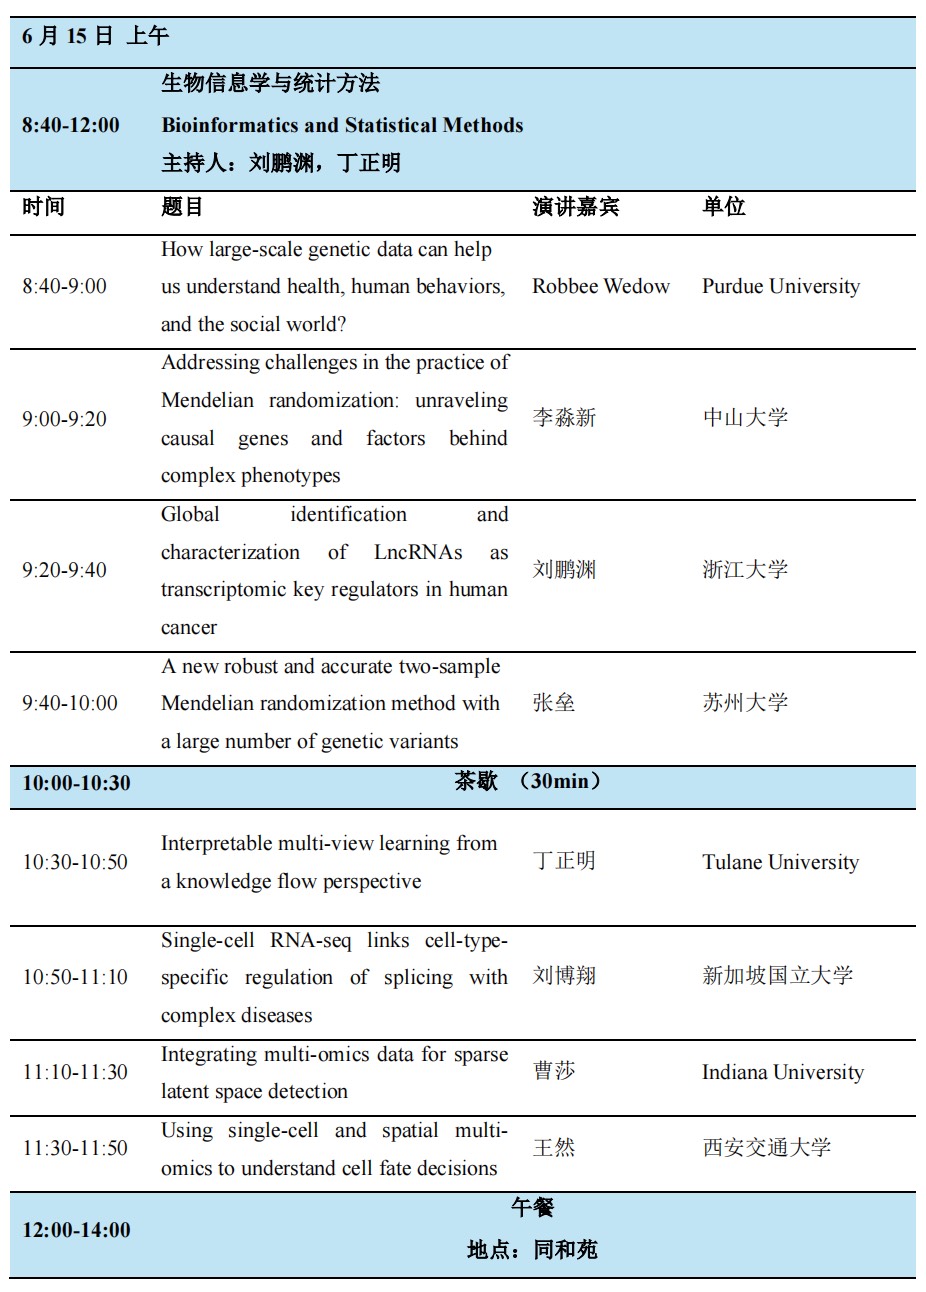 6 月 15 日 上午
8:40-12:00
生物信息学与统计方法
Bioinformatics and Statistical Methods
主持人：刘鹏渊，丁正明
时间 题目 演讲嘉宾 单位
8:40-9:00
How large-scale genetic data can help
us understand health, human behaviors,
and the social world?
Robbee Wedow
Purdue University
9:00-9:20
Addressing challenges in the practice of
Mendelian randomization: unraveling
causal genes and factors behind
complex phenotypes
李淼新
中山大学
9:20-9:40
Global identification and
characterization of LncRNAs as
transcriptomic key regulators in human
cancer
刘鹏渊
浙江大学
9:40-10:00
A new robust and accurate two-sample
Mendelian randomization method with
a large number of genetic variants
张垒
苏州大学
10:00-10:30 茶歇 （30min）
10:30-10:50
Interpretable multi-view learning from
a knowledge flow perspective
丁正明
Tulane University
10:50-11:10
Single-cell RNA-seq links cell-type-
specific regulation of splicing with
complex diseases
刘博翔
新加坡国立大学
11:10-11:30
Integrating multi-omics data for sparse
latent space detection
曹莎
Indiana University
11:30-11:50
Using single-cell and spatial multi-
omics to understand cell fate decisions
王然
西安交通大学
12:00-14:00
午餐
地点：同和苑